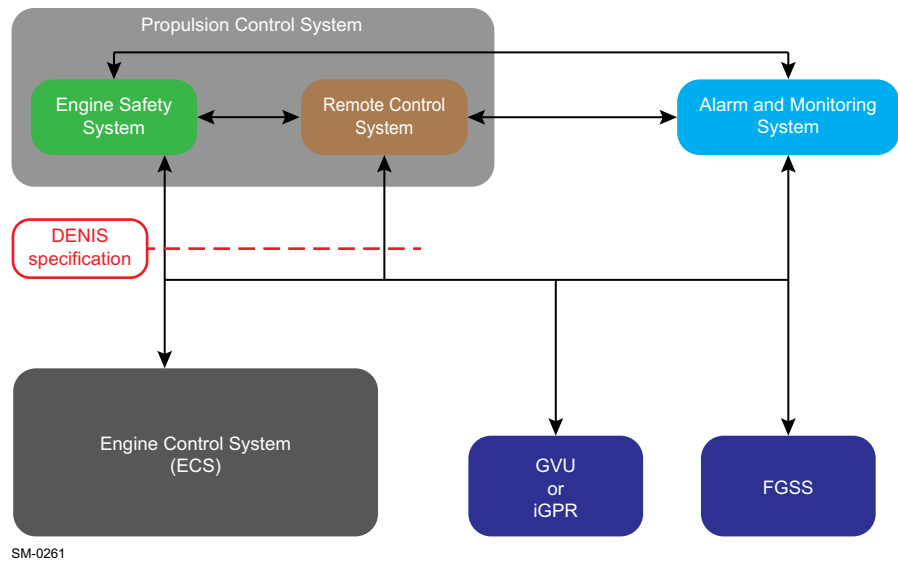 Propulsion Control System
Engine Safety
System
Remote Control
System
Alarm and Monitoring
System
DENIS
specification
Engine Control System
(ECS)
GVU
or
iGPR
FGSS
SM-0261